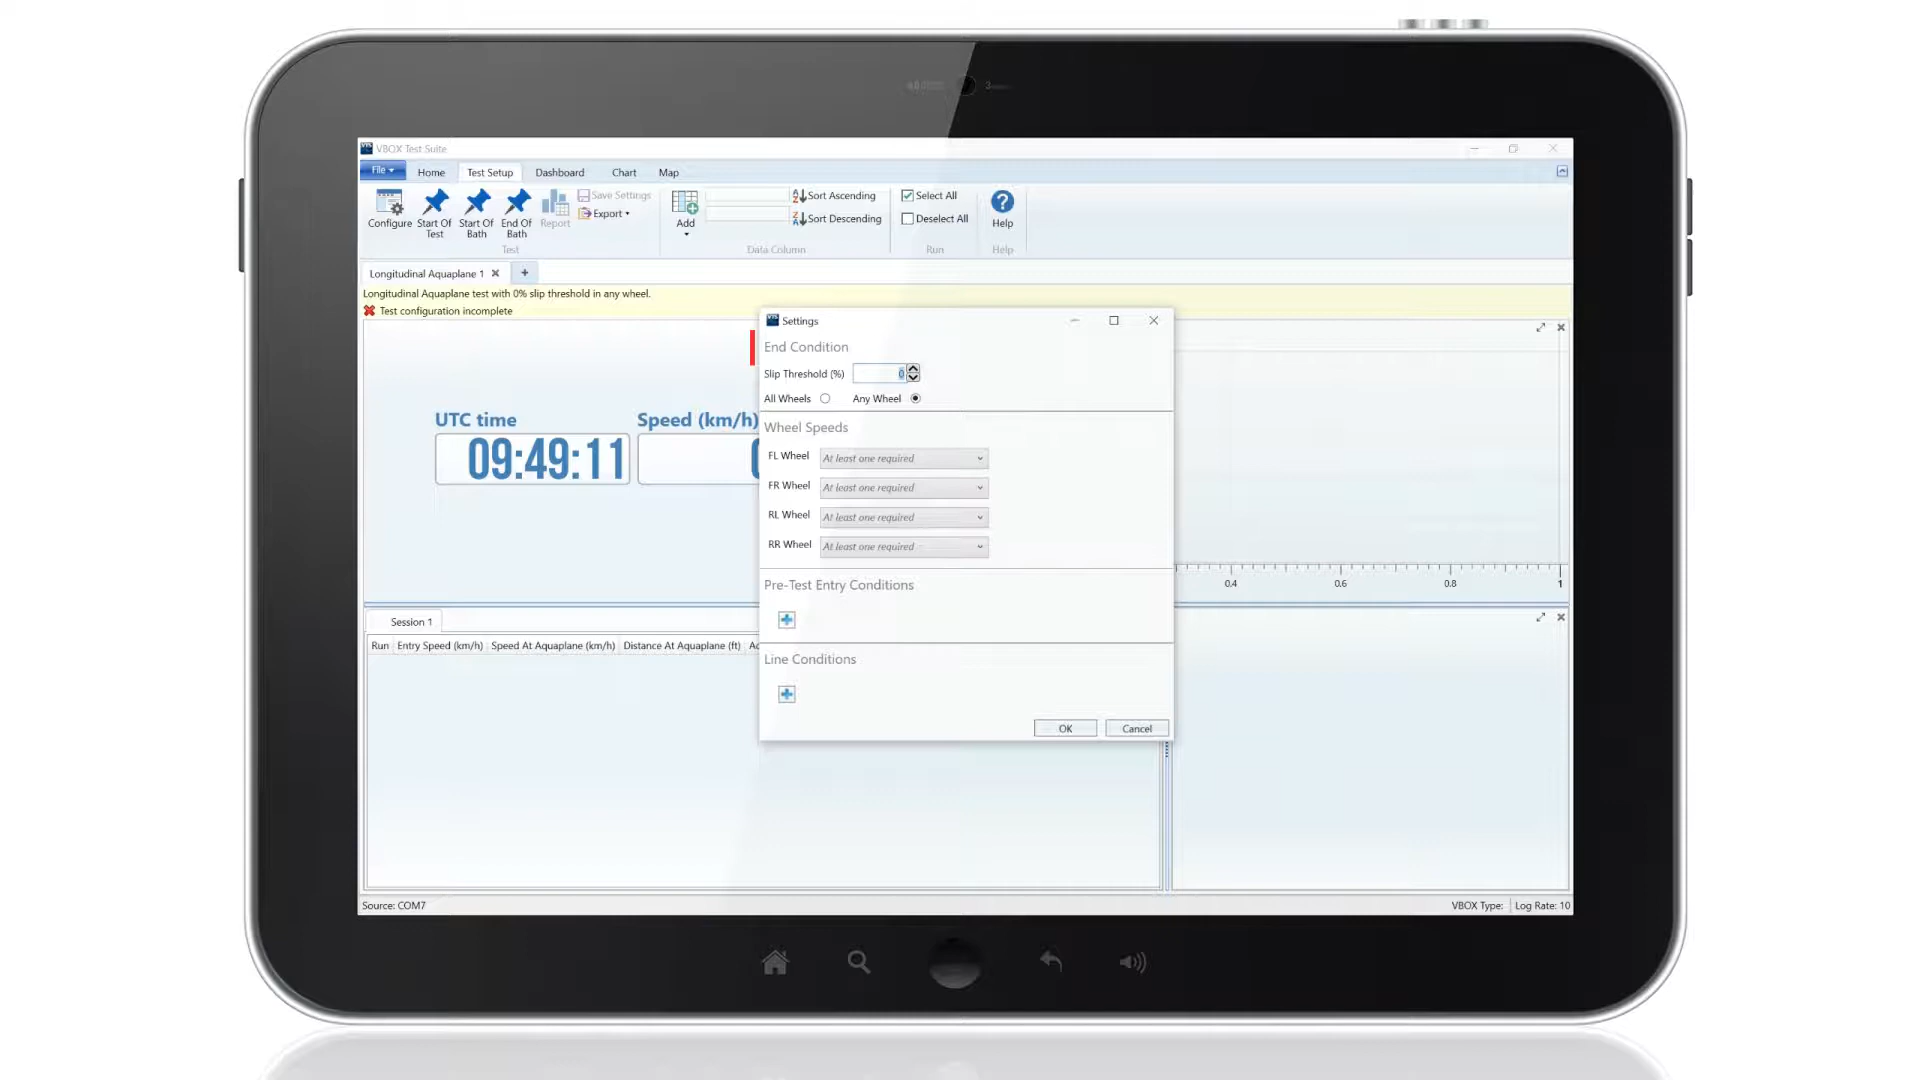 VBOX Test Suite
File Home Test Setup Dashboard Chart Map
Configure Start Of Test Start Of Bath End Of Bath Report Save Settings Export
Test
Add Sort Ascending Sort Descending
Data Column
Select All Deselect All
Run
Help
Help
Longitudinal Aquaplane 1 +
Longitudinal Aquaplane test with 0% slip threshold in any wheel.
Test configuration incomplete
UTC time Speed (km/h)
09:49:11
Settings
End Condition
Slip Threshold (%) 0
All Wheels Any Wheel
Wheel Speeds
FL Wheel At least one required
FR Wheel At least one required
RL Wheel At least one required
RR Wheel At least one required
Pre-Test Entry Conditions
Line Conditions
OK Cancel
0.4 0.6 0.8 1
Session 1
Run Entry Speed (km/h) Speed At Aquaplane (km/h) Distance At Aquaplane (ft)
Source: COM7 VBOX Type: Log Rate: 10